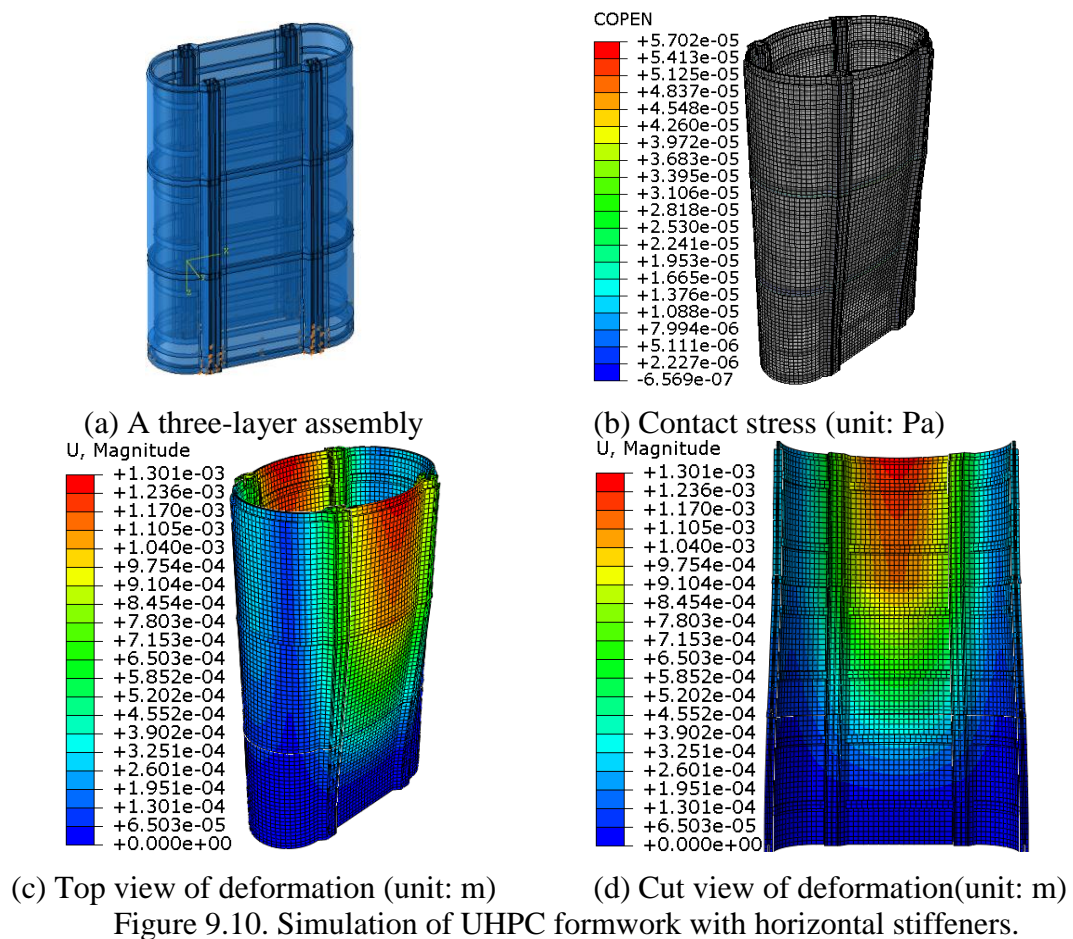 COPEN
+5.702e-05
+5.413e-05
+5.125e-05
+4.837e-05
+4.548e-05
+4.260e-05
+3.972e-05
+3.683e-05
+3.395e-05
+3.106e-05
+2.818e-05
+2.530e-05
+2.241e-05
+1.953e-05
+1.665e-05
+1.376e-05
+1.088e-05
+7.994e-06
+5.111e-06
+2.227e-06
-6.569e-07
(a) A three-layer assembly
(b) Contact stress (unit: Pa)
U, Magnitude
+1.301e-03
+1.236e-03
+1.170e-03
+1.105e-03
+1.040e-03
+9.754e-04
+9.104e-04
+8.454e-04
+7.803e-04
+7.153e-04
+6.503e-04
+5.852e-04
+5.202e-04
+4.552e-04
+3.902e-04
+3.251e-04
+2.601e-04
+1.951e-04
+1.301e-04
+6.503e-05
+0.000e+00
U, Magnitude
+1.301e-03
+1.236e-03
+1.170e-03
+1.105e-03
+1.040e-03
+9.754e-04
+9.104e-04
+8.454e-04
+7.803e-04
+7.153e-04
+6.503e-04
+5.852e-04
+5.202e-04
+4.552e-04
+3.902e-04
+3.251e-04
+2.601e-04
+1.951e-04
+1.301e-04
+6.503e-05
+0.000e+00
(c) Top view of deformation (unit: m)
(d) Cut view of deformation(unit: m)
Figure 9.10. Simulation of UHPC formwork with horizontal stiffeners.